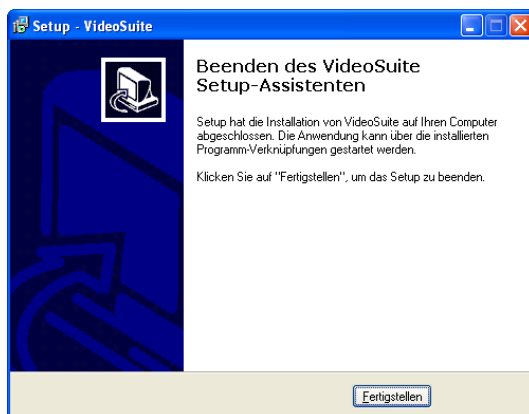 Setup - VideoSuite
Beenden des VideoSuite
Setup-Assistenten
Setup hat die Installation von VideoSuite auf Ihren Computer
abgeschlossen. Die Anwendung kann über die installierten
Programm-Verknüpfungen gestartet werden.
Klicken Sie auf "Fertigstellen", um das Setup zu beenden.
Fertigstellen